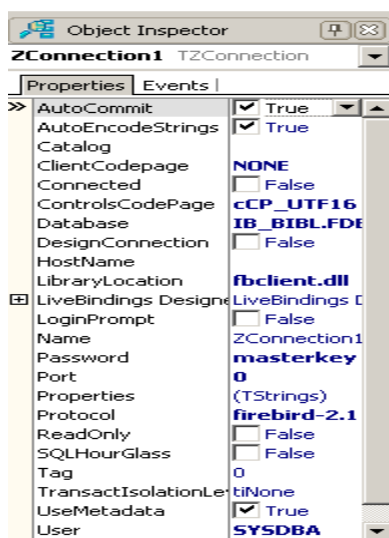 Object Inspector
ZConnection1 TZConnection
Properties Events
AutoCommit True
AutoEncodeStrings True
Catalog
ClientCodepage NONE
Connected False
ControlsCodePage cCP_UTF16
Database IB_BIBL.FDB
DesignConnection False
HostName
LibraryLocation fbclient.dll
LiveBindings Designe LiveBindings D
LoginPrompt False
Name ZConnection1
Password masterkey
Port 0
Properties (TStrings)
Protocol firebird-2.1
ReadOnly False
SQLHourGlass False
Tag 0
TransactIsolationLe tiNone
UseMetadata True
User SYSDBA